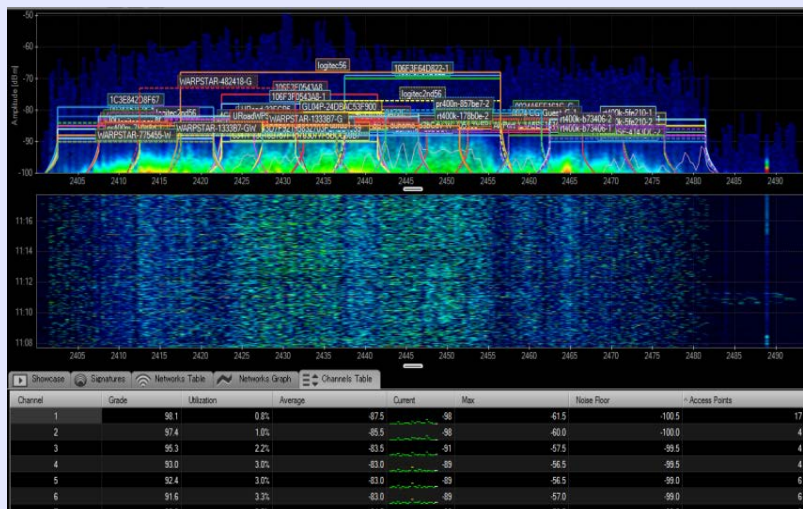 -50
-60
-70
-80
-90
-100
Amplitude [dBm]
logitec56
106F3F64D822-1
WARPSTAR-482418-G
106F3F0543A8
106F3F0543A8-1
logitec2nd56
1C3E842D8F67
GL04P-24DBAC53F900
pr400n-857be7-2
rt400k-178b0e-2
URoadWPS
WARPSTAR-1333B7-G
WARPSTAR-1333B7-GW
WARPSTAR-775455-W
rt400k-b73406-2
rt400k-b73406-1
2405 2410 2415 2420 2425 2430 2435 2440 2445 2450 2455 2460 2465 2470 2475 2480 2485 2490
11:16
11:14
11:12
11:10
11:08
2405 2410 2415 2420 2425 2430 2435 2440 2445 2450 2455 2460 2465 2470 2475 2480 2485 2490
Showcase Signatures Networks Table Networks Graph Channels Table
Channel Grade Utilization Average Current Max Noise Floor Access Points
1 98.1 0.8% -87.5 -98 -61.5 -100.5 17
2 97.4 1.0% -85.5 -98 -60.0 -100.0 4
3 95.3 2.2% -83.5 -91 -57.5 -99.5 4
4 93.0 3.0% -83.0 -89 -56.5 -99.5 4
5 92.4 3.0% -83.0 -89 -56.5 -99.0 6
6 91.6 3.3% -83.0 -89 -57.0 -99.0 6